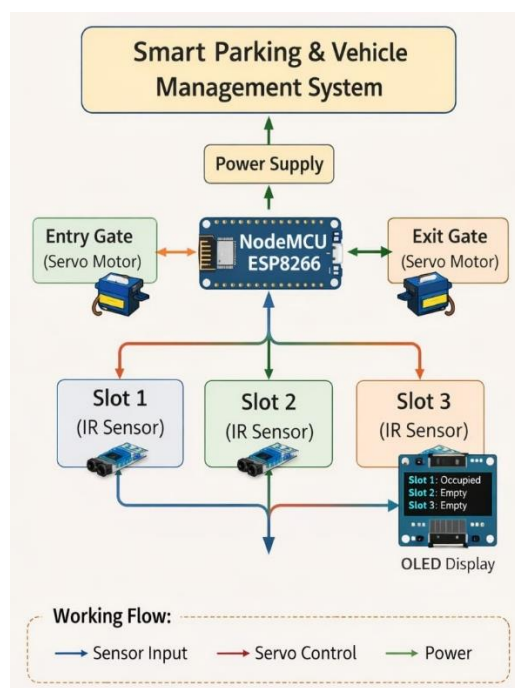 Smart Parking & Vehicle
Management System
Power Supply
Entry Gate
(Servo Motor)
NodeMCU
ESP8266
Exit Gate
(Servo Motor)
Slot 1
(IR Sensor)
Slot 2
(IR Sensor)
Slot 3
(IR Sensor)
Slot 1: Occupied
Slot 2: Empty
Slot 3: Empty
OLED Display
Working Flow:
Sensor Input
Servo Control
Power